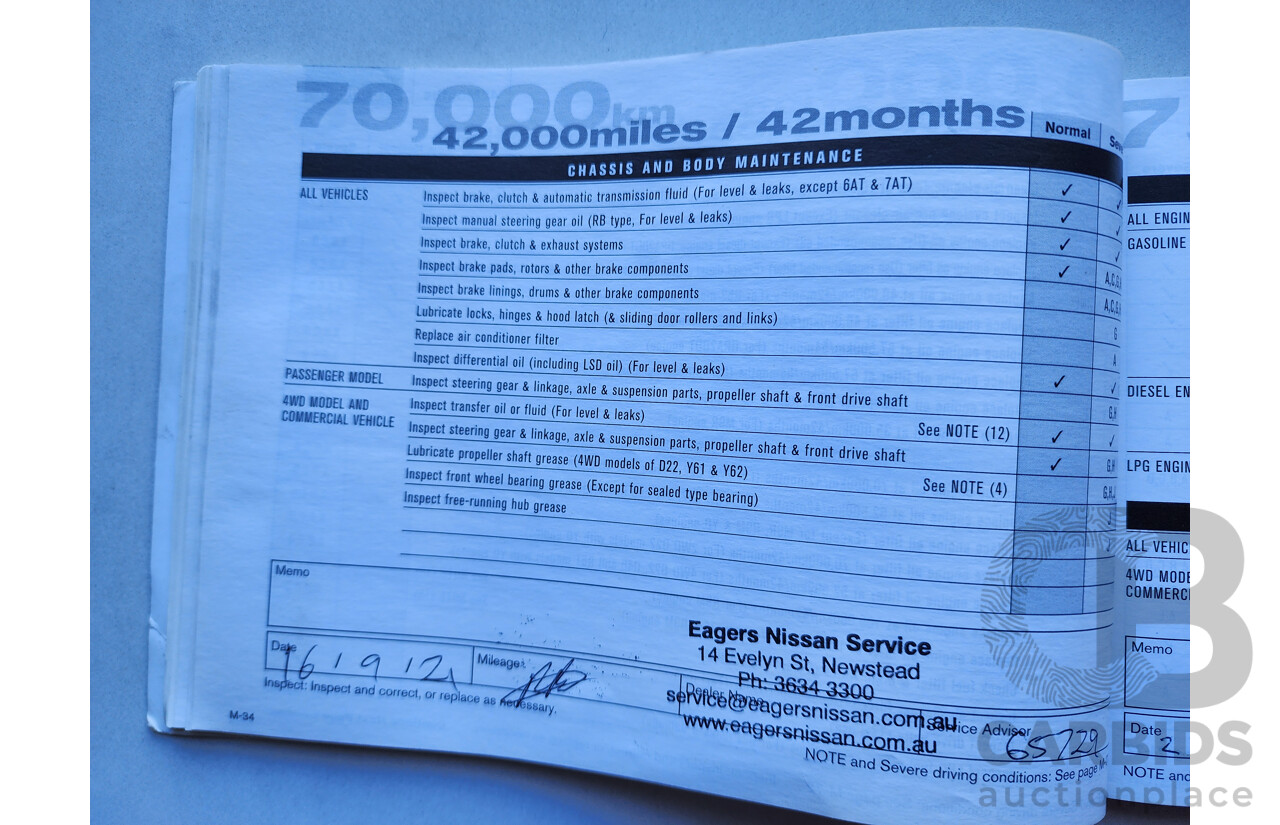 70,000km
42,000miles / 42months
Normal
CHASSIS AND BODY MAINTENANCE
ALL VEHICLES
Inspect brake, clutch & automatic transmission fluid (For level & leaks, except 6AT & 7AT) ✓ ✓
Inspect manual steering gear oil (RB type, For level & leaks) ✓ ✓
Inspect brake, clutch & exhaust systems ✓ ✓
Inspect brake pads, rotors & other brake components ✓ A,C,G,
Inspect brake linings, drums & other brake components A,C,G,
Lubricate locks, hinges & hood latch (& sliding door rollers and links) G
Replace air conditioner filter A
Inspect differential oil (including LSD oil) (For level & leaks) ✓ ✓
PASSENGER MODEL
Inspect steering gear & linkage, axle & suspension parts, propeller shaft & front drive shaft G,H
4WD MODEL AND
COMMERCIAL VEHICLE
Inspect transfer oil or fluid (For level & leaks) See NOTE (12) ✓ ✓
Inspect steering gear & linkage, axle & suspension parts, propeller shaft & front drive shaft ✓ G,H
Lubricate propeller shaft grease (4WD models of D22, Y61 & Y62) See NOTE (4) G,H,J
Inspect front wheel bearing grease (Except for sealed type bearing)
Inspect free-running hub grease
Memo
Date
16/9/21
Mileage
Eagers Nissan Service
14 Evelyn St, Newstead
Ph: 3634 3300
Dealer Name
service@eagersnissan.com.au
www.eagersnissan.com.au
Service Advisor
65729
Inspect: Inspect and correct, or replace as necessary.
NOTE and Severe driving conditions: See page
M-34
ALL ENGIN
GASOLINE
DIESEL EN
LPG ENGIN
ALL VEHIC
4WD MODE
COMMERCI
Memo
Date
2
NOTE and
CARBIDS
auctionplace